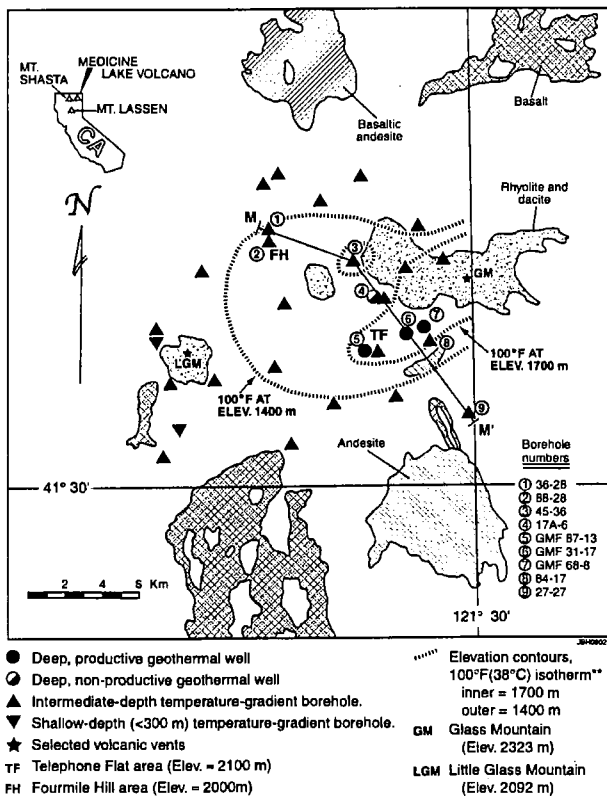 MT. SHASTA
MEDICINE LAKE VOLCANO
MT. LASSEN
CA
N
Basaltic andesite
Basalt
Rhyolite and dacite
M
1
2
FH
3
GM
4
5
TF
6
7
8
LGM
100°F AT ELEV. 1400 m
100°F AT ELEV. 1700 m
9
M'
Andesite
41° 30'
Borehole numbers
1 36-28
2 88-28
3 45-36
4 17A-6
5 GMF 87-13
6 GMF 31-17
7 GMF 68-8
8 84-17
9 27-27
2 4 6 Km
121° 30'
Deep, productive geothermal well
Deep, non-productive geothermal well
Intermediate-depth temperature-gradient borehole.
Shallow-depth (<300 m) temperature-gradient borehole.
Selected volcanic vents
TF Telephone Flat area (Elev. = 2100 m)
FH Fourmile Hill area (Elev. = 2000m)
Elevation contours,
100°F(38°C) isotherm**
inner = 1700 m
outer = 1400 m
GM Glass Mountain
(Elev. 2323 m)
LGM Little Glass Mountain
(Elev. 2092 m)